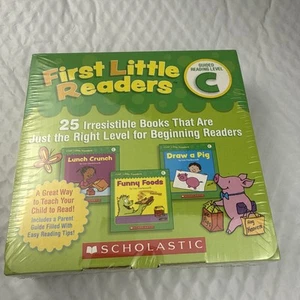 First Little
Readers
GUIDED READING LEVEL
C
25 Irresistible Books That Are
Just the Right Level for Beginning Readers
Lunch Crunch
Funny Foods
Draw a Pig
A Great Way
to Teach
Your Child to Read!
Includes a Parent
Guide Filled With
Easy Reading Tips!
SCHOLASTIC